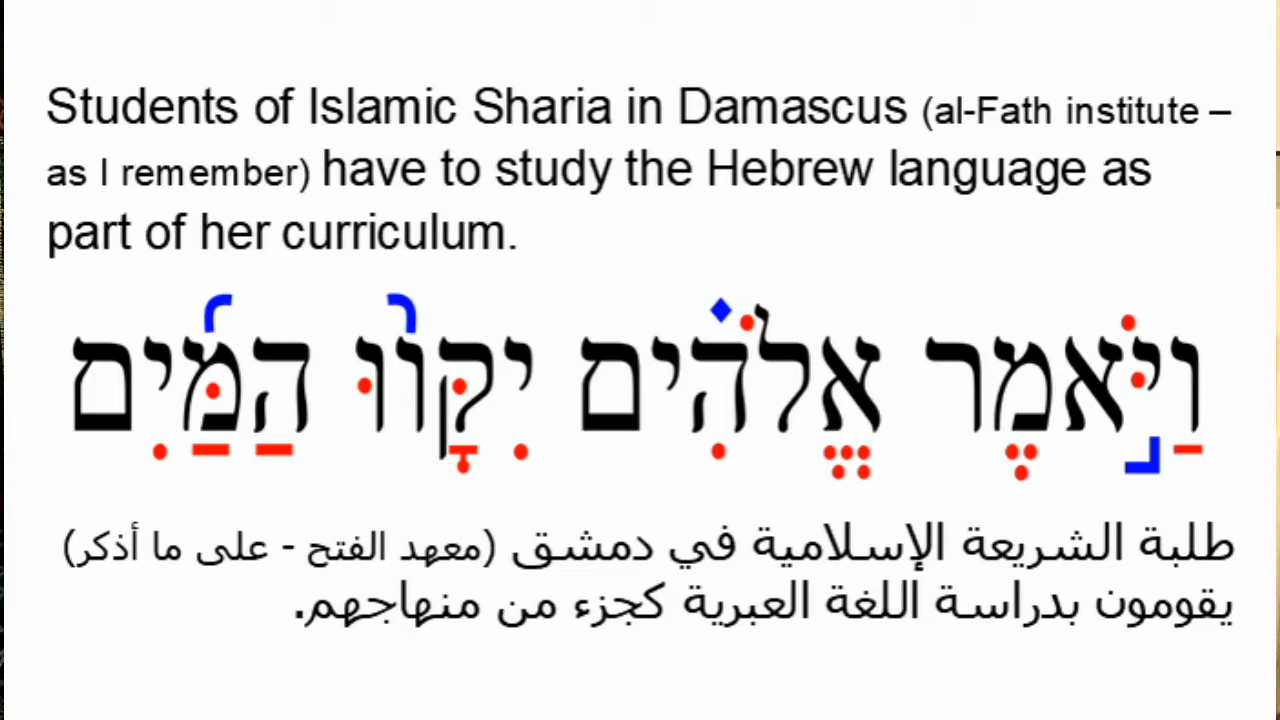 Students of Islamic Sharia in Damascus (al-Fath institute –
as I remember) have to study the Hebrew language as
part of her curriculum.
וַיֹּ֣אמֶר אֱלֹהִ֗ים יִקָּו֨וּ הַמַּ֜יִם
طلبة الشريعة الإسلامية في دمشق (معهد الفتح - على ما أذكر)
يقومون بدراسة اللغة العبرية كجزء من منهاجهم.